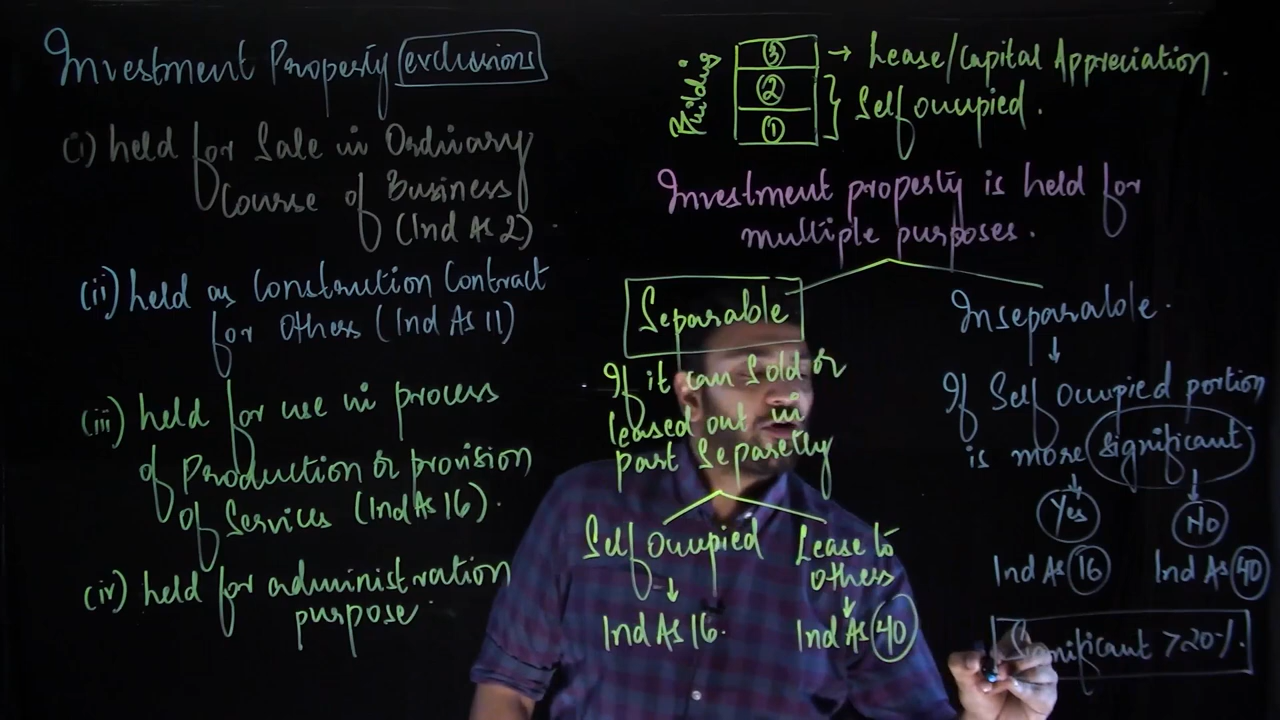 Investment Property exclusions
(i) held for Sale in Ordinary
Course of Business
(Ind As 2).
(ii) held as Constrution Contract
for Others (Ind As 11)
(iii) held for use in process
of Production or provision
of Services (Ind As 16).
(iv) held for administration
purpose.
Building
③ → Lease/Capital Appreciation.
②
① } Self occupied.
Investment property is held for
multiple purposes.
Separable
If it can Sold or
leased out in
part Separetly
Self Occupied
↓
Ind As 16.
Lease to
others
↓
Ind As 40
Inseparable.
↓
If Self Occupied portion
is more significant
Yes
Ind As 16
No
Ind As 40
Significant >20%.